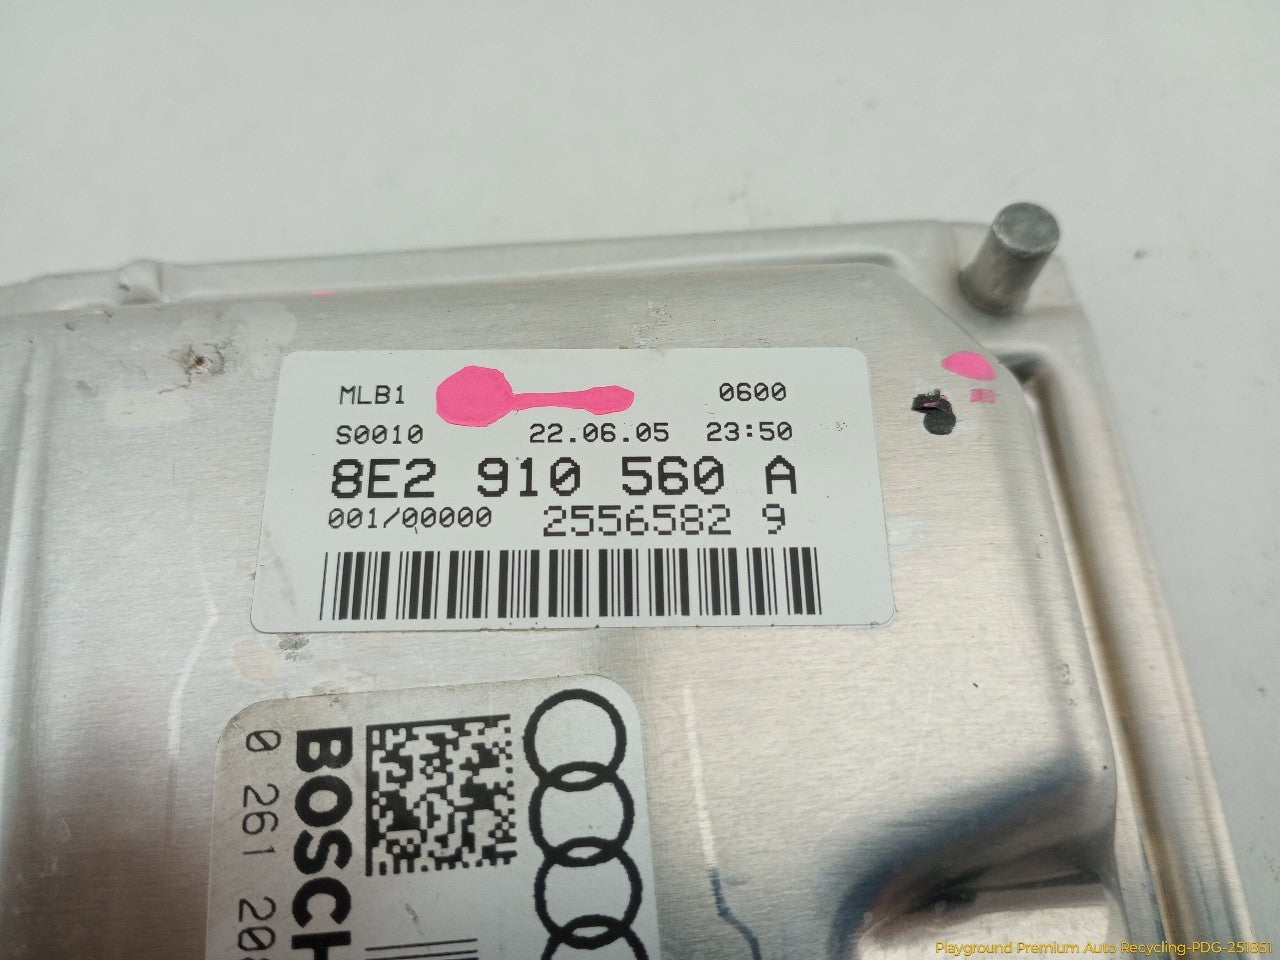 MLB1 0600
S0010 22.06.05 23:50
8E2 910 560 A
001/00000 2556582 9
BOSCH
0 261 20
Playground Premium Auto Recycling-PDG-251851